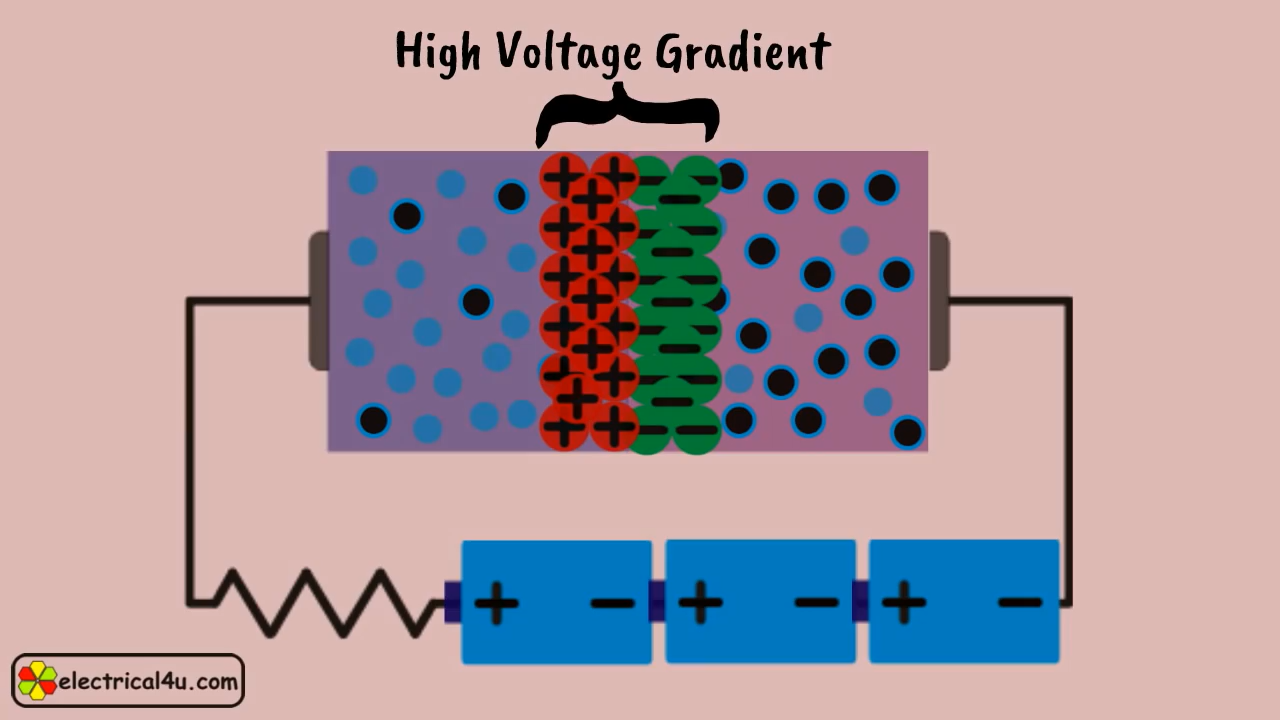 High Voltage Gradient
+ − + − + −
electrical4u.com